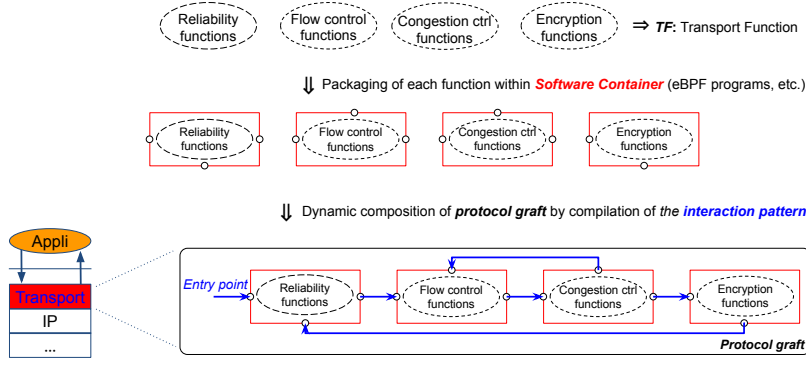 Reliability
functions
Flow control
functions
Congestion ctrl
functions
Encryption
functions
⇒ TF: Transport Function
⇓ Packaging of each function within Software Container (eBPF programs, etc.)
Reliability
functions
Flow control
functions
Congestion ctrl
functions
Encryption
functions
⇓ Dynamic composition of protocol graft by compilation of the interaction pattern
Appli
Transport
IP
...
Entry point
Reliability
functions
Flow control
functions
Congestion ctrl
functions
Encryption
functions
Protocol graft